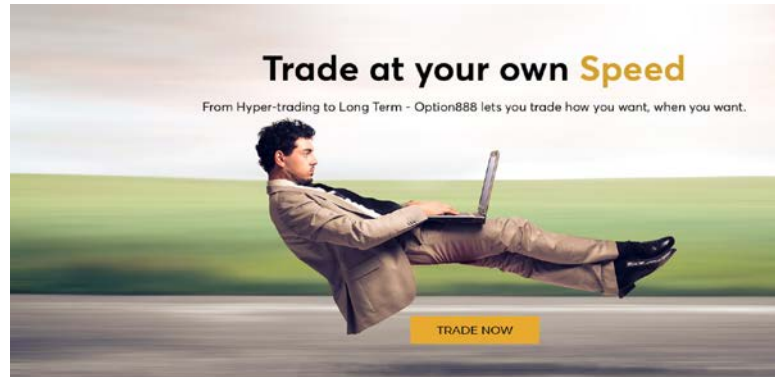 Trade at your own Speed
From Hyper-trading to Long Term - Option888 lets you trade how you want, when you want.
TRADE NOW